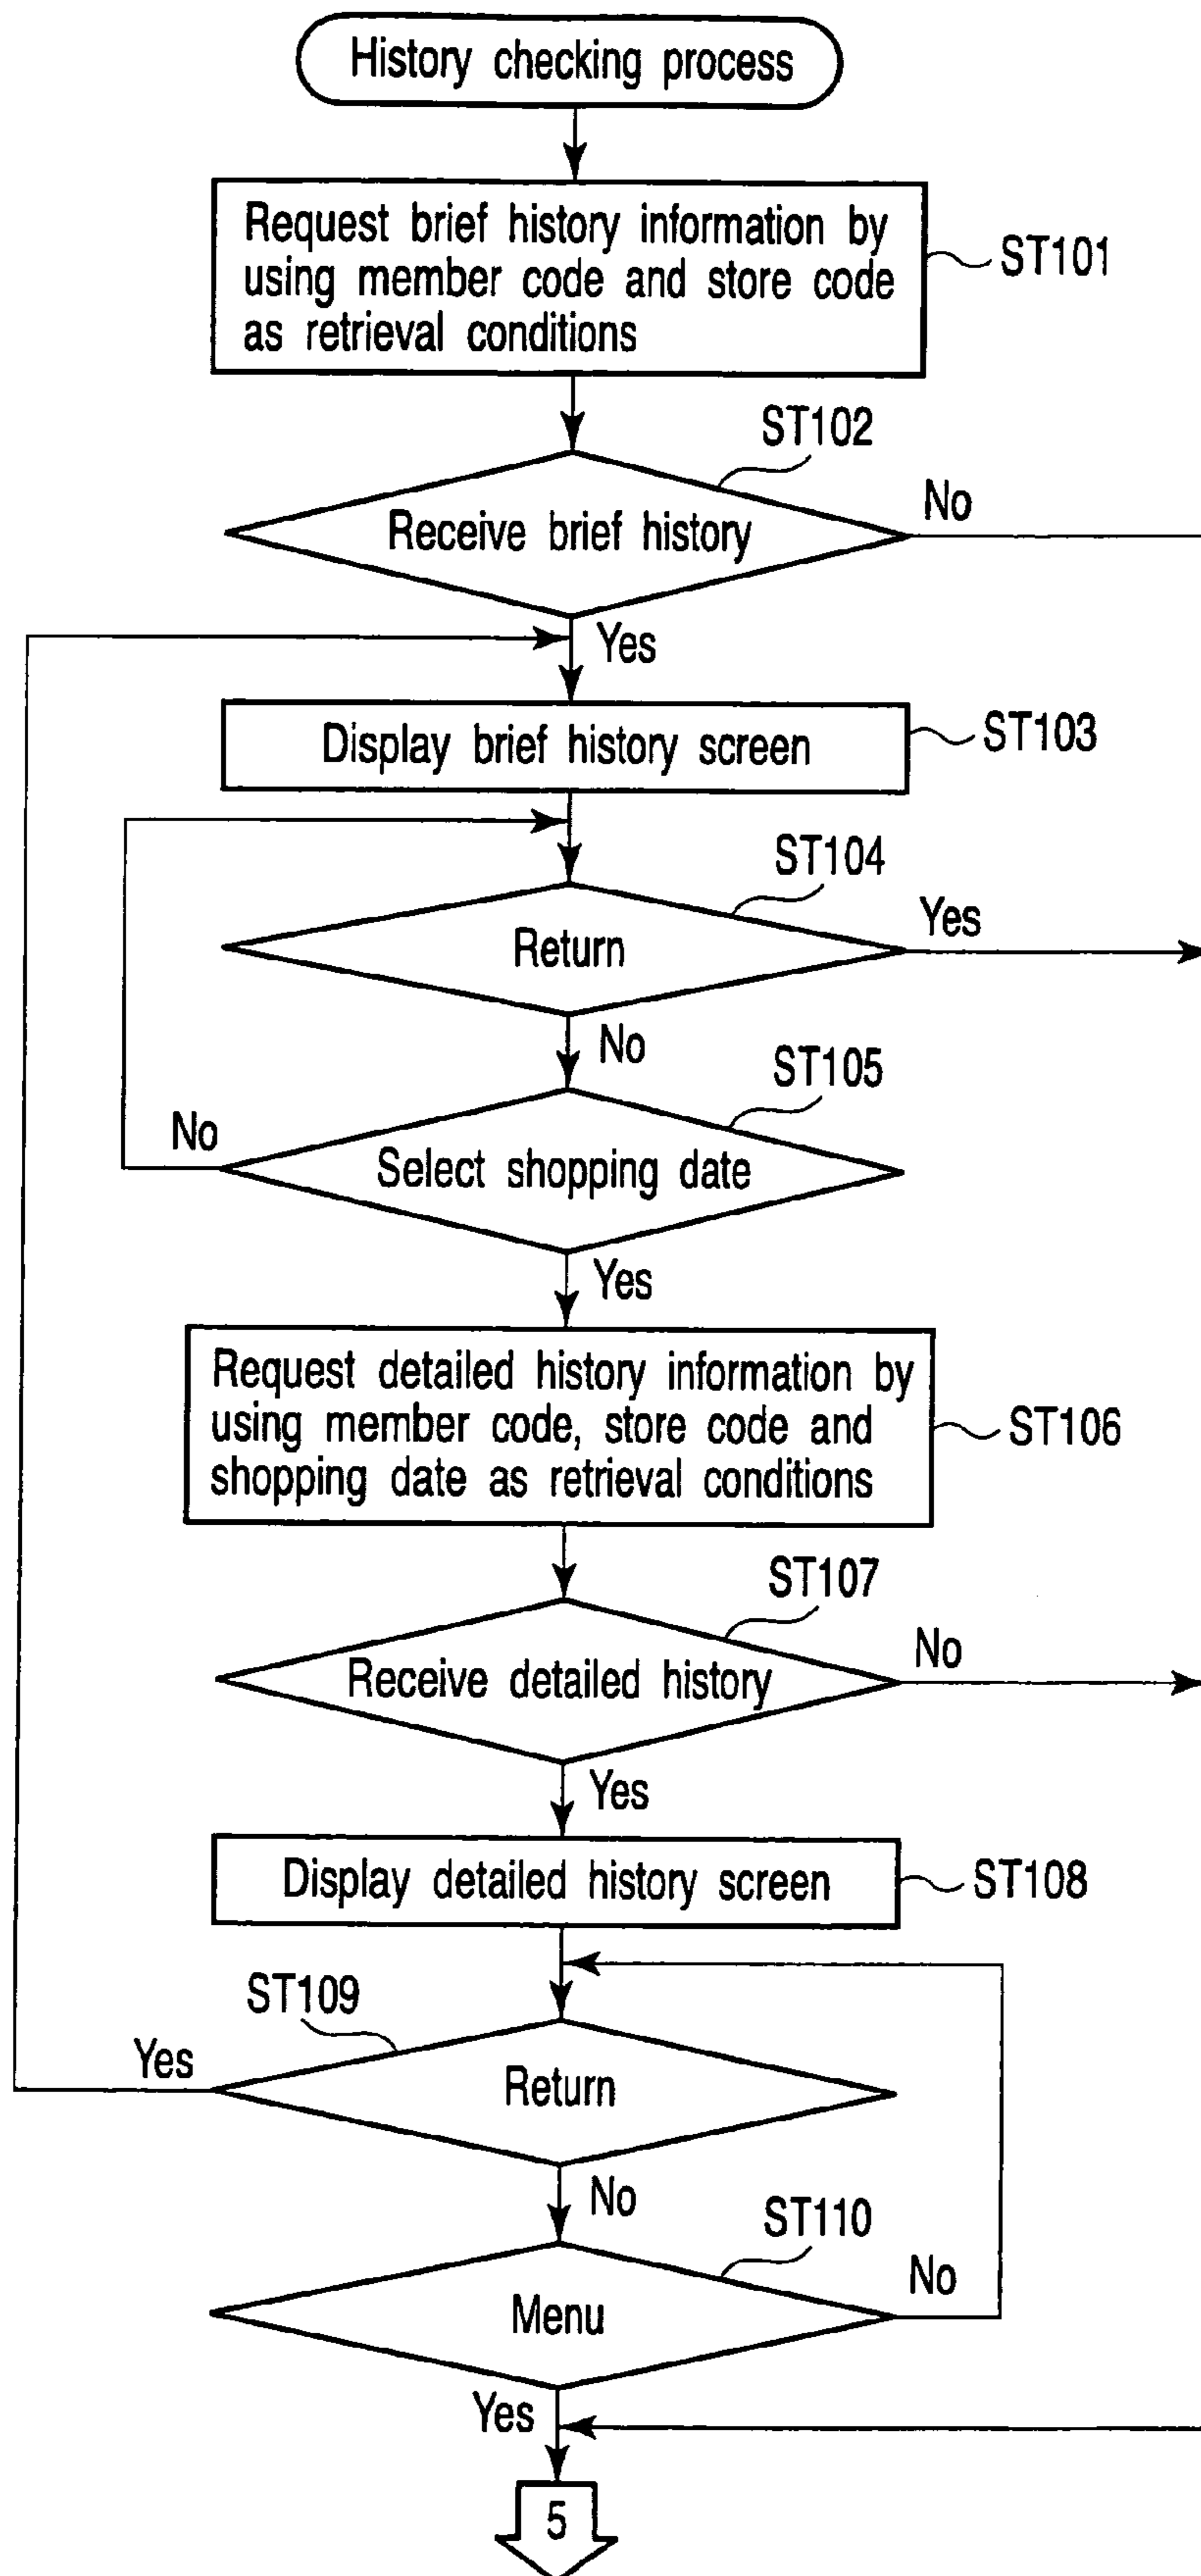 History checking process
Request brief history information by
using member code and store code
as retrieval conditions
ST101
ST102
Receive brief history
No
Yes
Display brief history screen
ST103
ST104
Return
Yes
No
ST105
No
Select shopping date
Yes
Request detailed history information by
using member code, store code and
shopping date as retrieval conditions
ST106
ST107
Receive detailed history
No
Yes
Display detailed history screen
ST108
ST109
Yes
Return
No
ST110
Menu
No
Yes
5